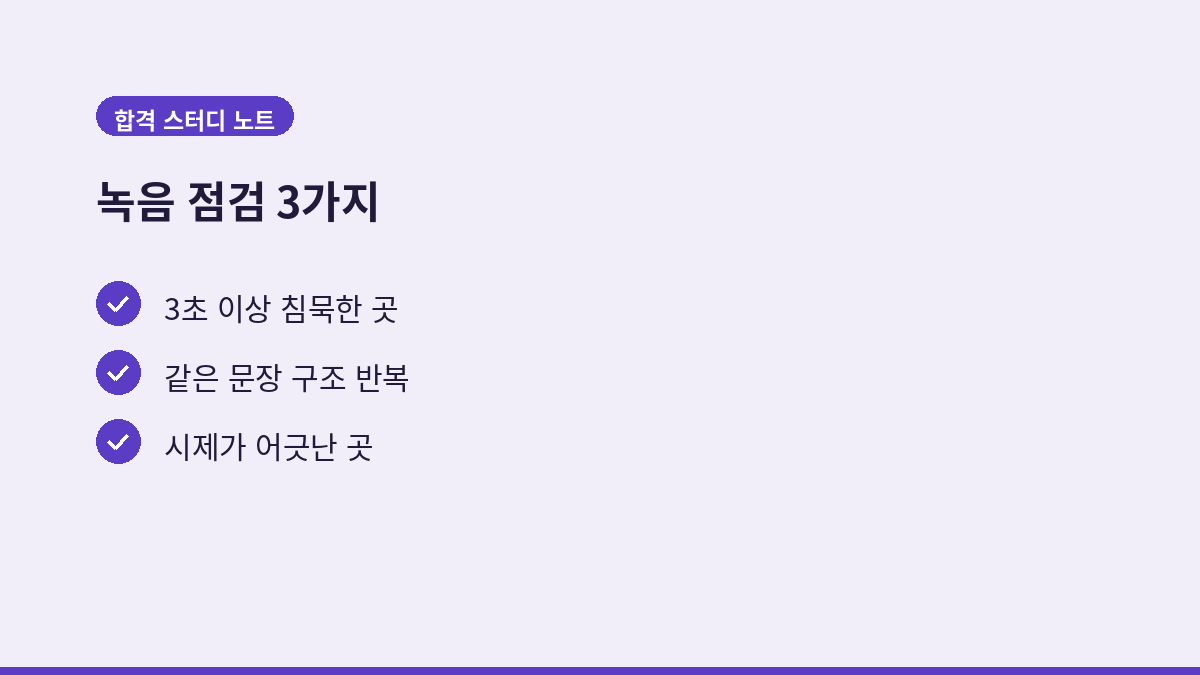 합격 스터디 노트
녹음 점검 3가지
3초 이상 침묵한 곳
같은 문장 구조 반복
시제가 어긋난 곳